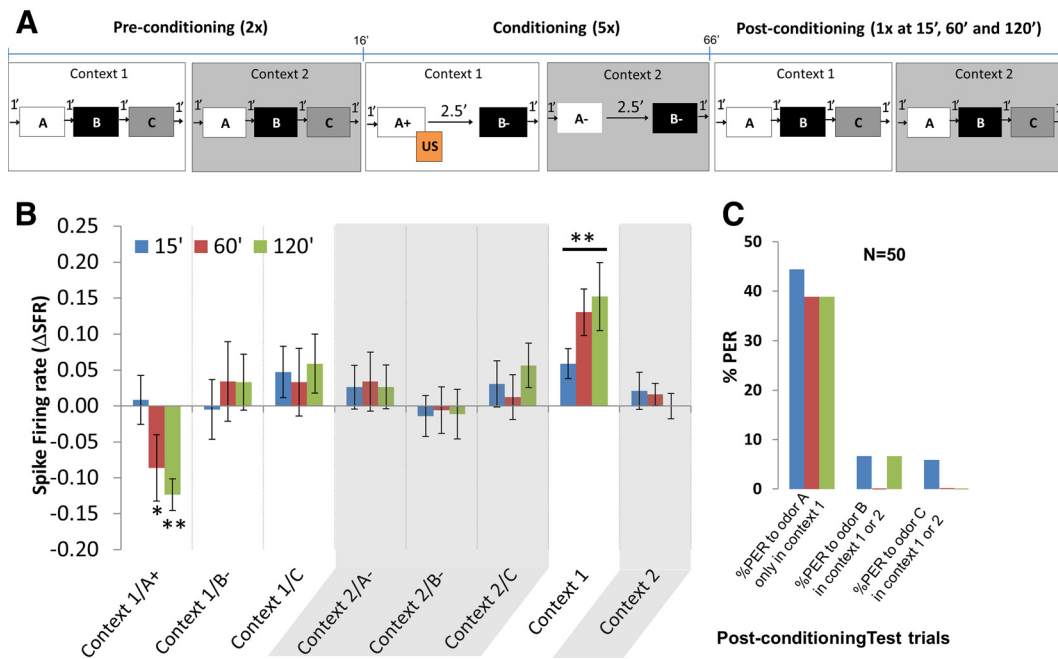 A
Pre-conditioning (2x)
Conditioning (5x)
Post-conditioning (1x at 15’, 60’ and 120’)
16’
66’
Context 1
Context 2
Context 1
Context 2
Context 1
Context 2
1’ A 1’ B 1’ C 1’
1’ A 1’ B 1’ C 1’
1’ A+ 2.5’ B- 1’
US
1’ A- 2.5’ B- 1’
1’ A 1’ B 1’ C 1’
1’ A 1’ B 1’ C 1’
B
Spike Firing rate (ΔSFR)
0.25
0.20
0.15
0.10
0.05
0.00
-0.05
-0.10
-0.15
-0.20
15'
60'
120'
*
**
**
Context 1/A+
Context 1/B-
Context 1/C
Context 2/A-
Context 2/B-
Context 2/C
Context 1
Context 2
C
N=50
% PER
50
40
30
20
10
0
%PER to odor A
only in context 1
%PER to odor B
in context 1 or 2
%PER to odor C
in context 1 or 2
Post-conditioningTest trials